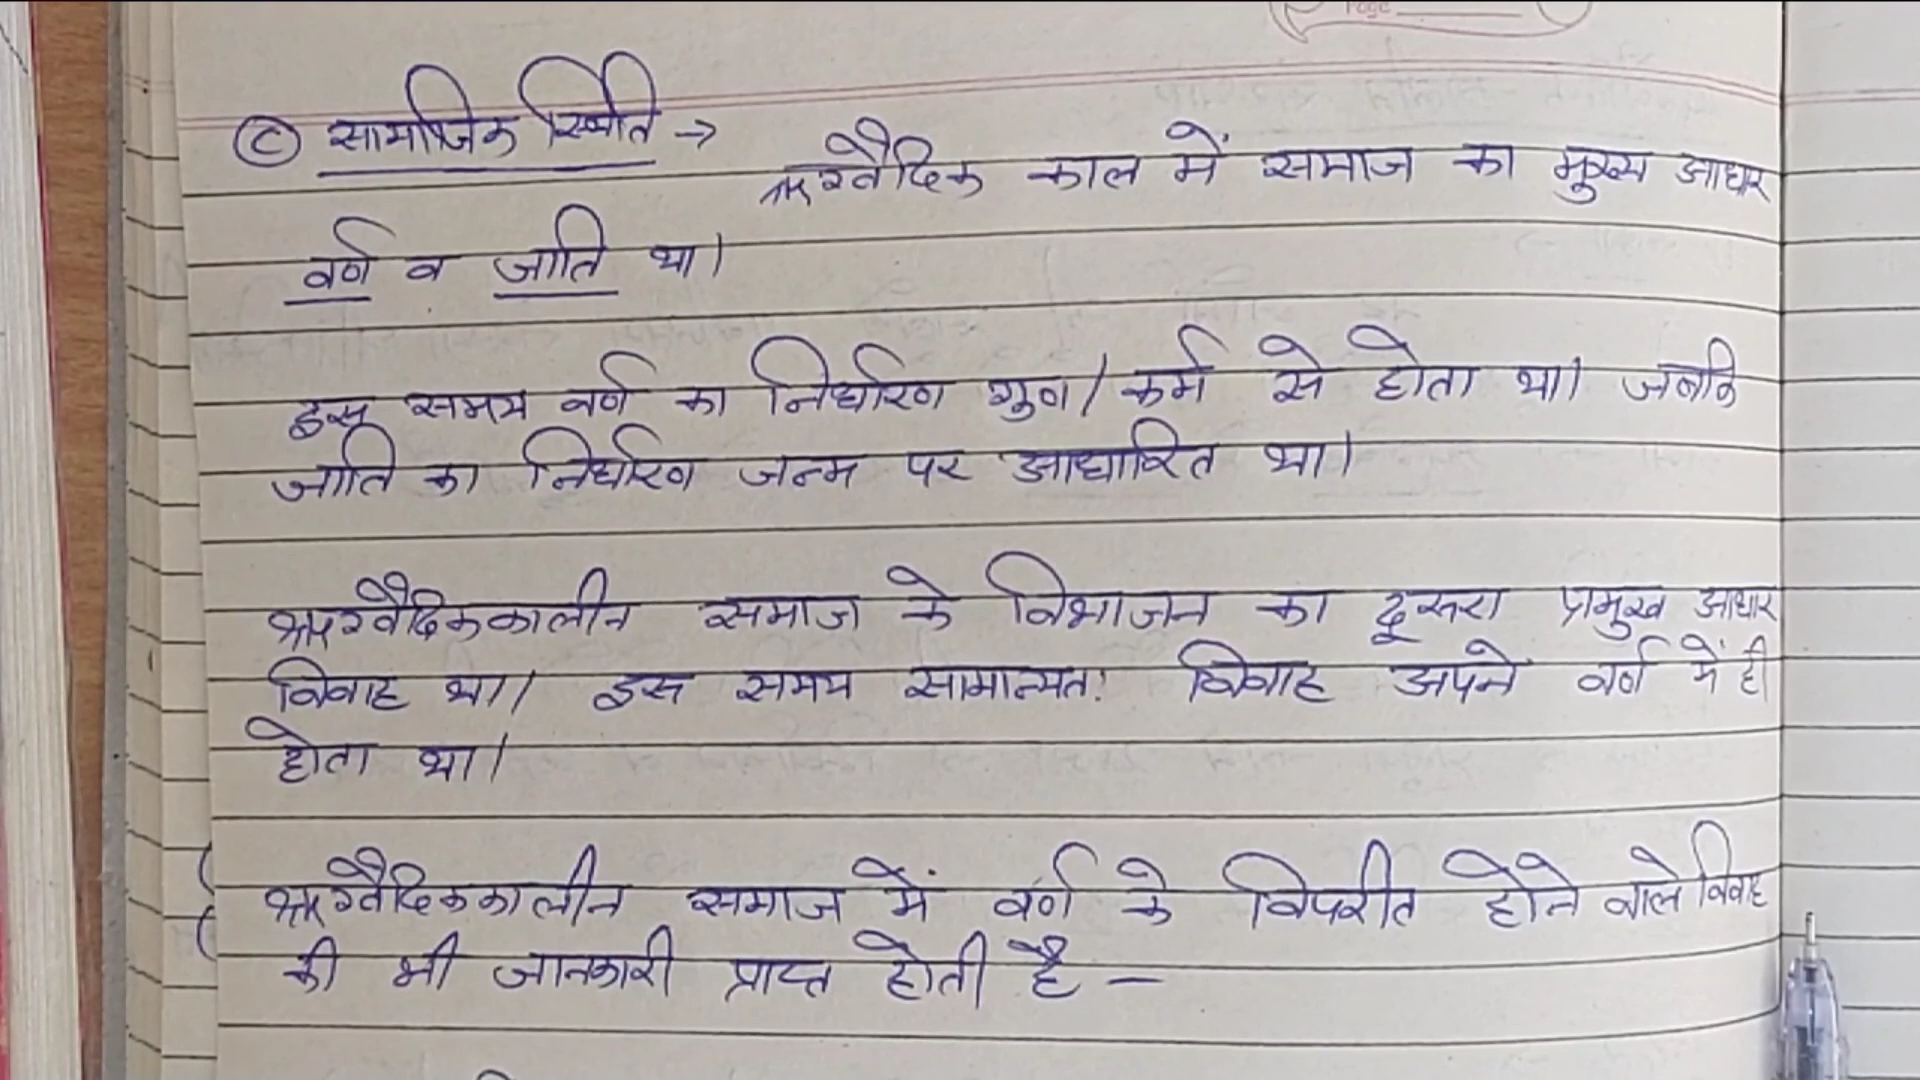 Page
(C) सामाजिक स्थिति → ऋग्वैदिक काल में समाज का मुख्य आधार
वर्ण व जाति था।
इस समय वर्ण का निर्धारण गुण/कर्म से होता था। जबकि
जाति का निर्धारण जन्म पर आधारित था।
ऋग्वैदिककालीन समाज के विभाजन का दूसरा प्रमुख आधार
विवाह था। इस समय सामान्यतः विवाह अपने वर्ण में ही
होता था।
ऋग्वैदिककालीन समाज में वर्ण के विपरीत होने वाले विवाह
की भी जानकारी प्राप्त होती है -